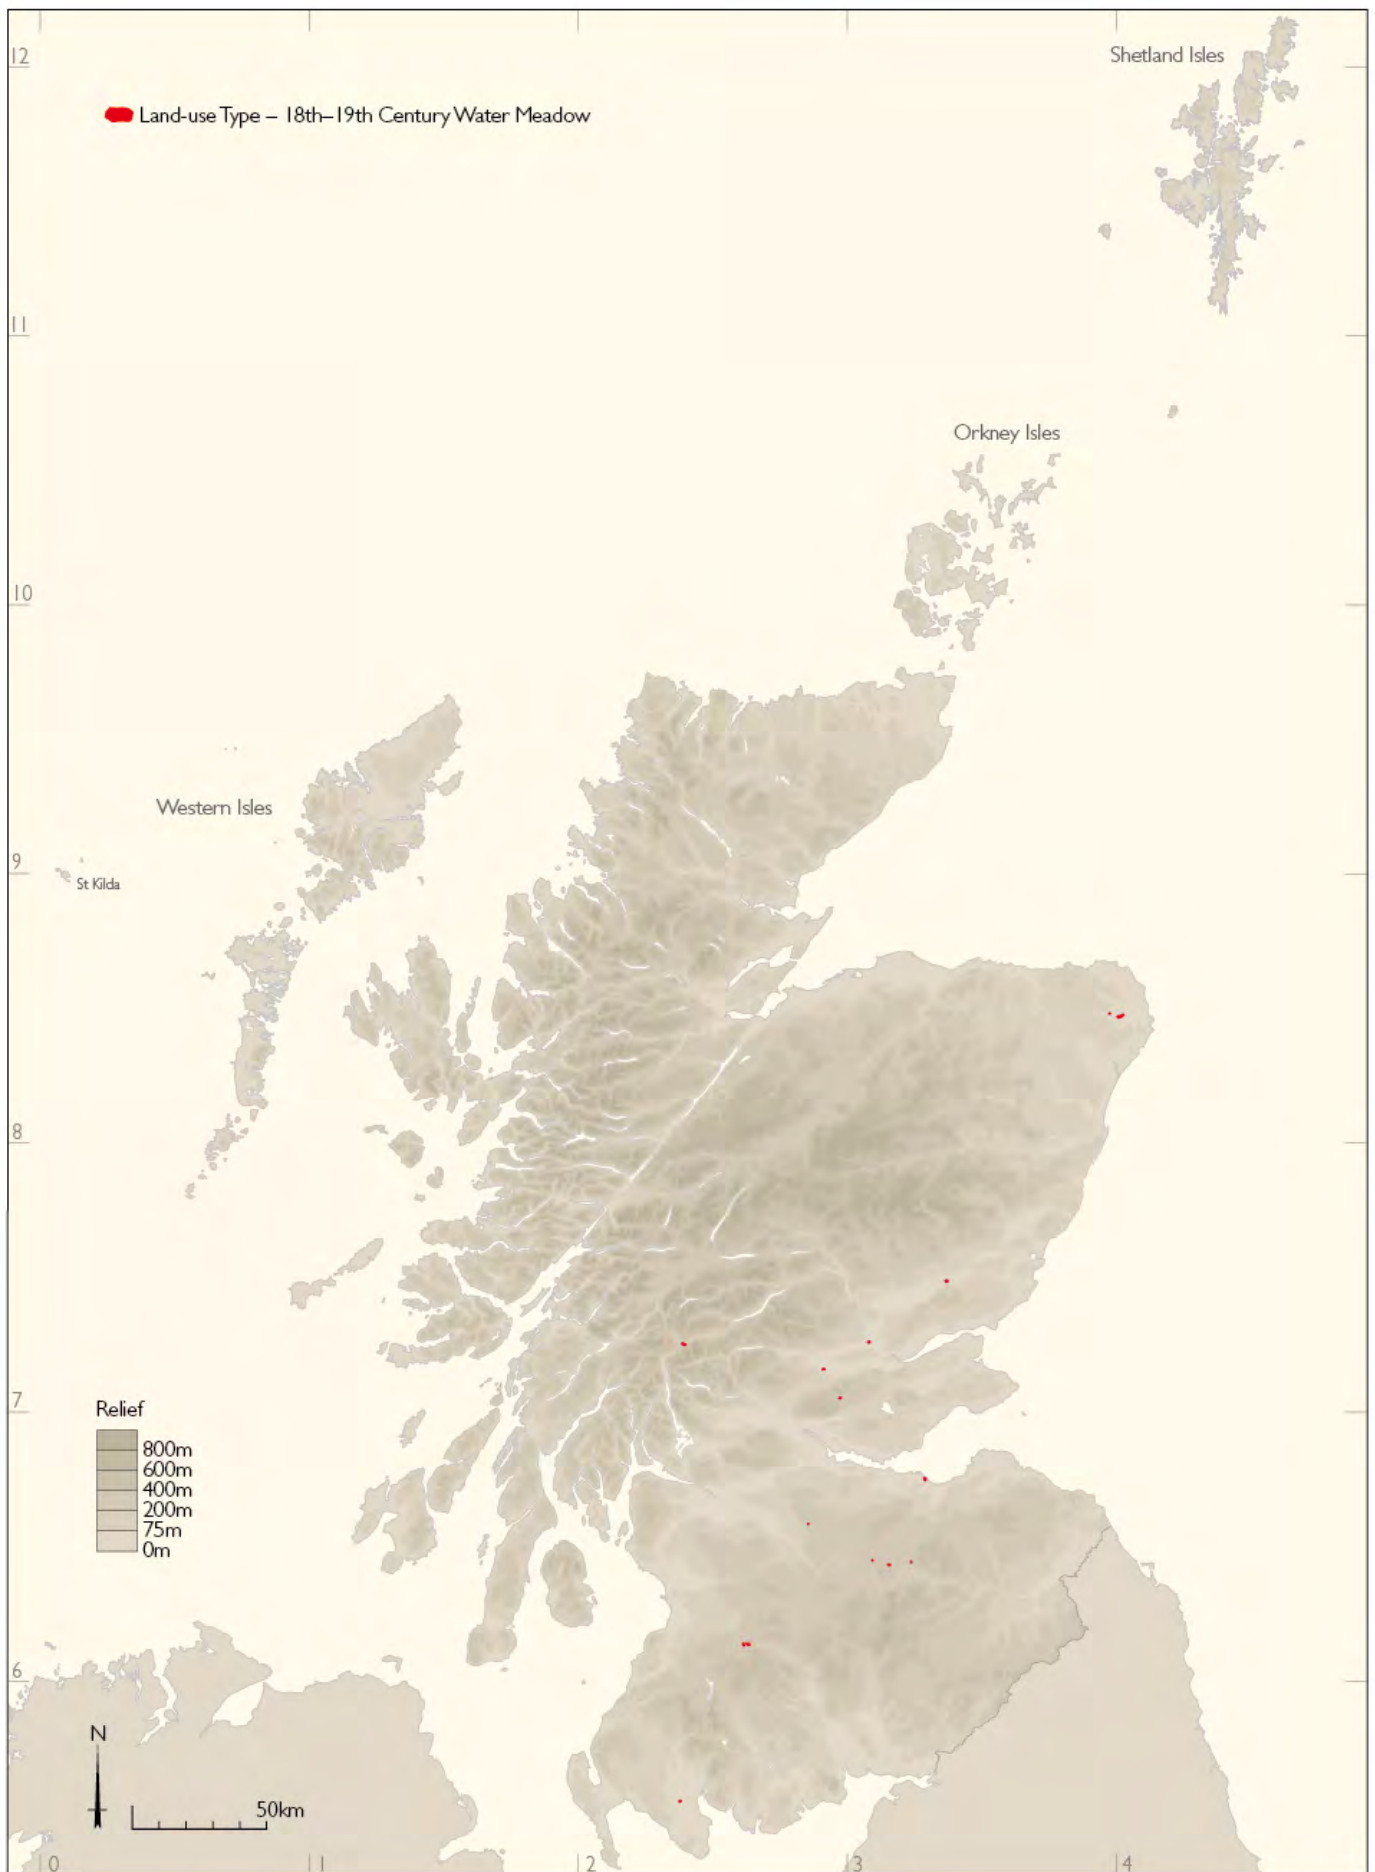 12
Shetland Isles
Land-use Type – 18th–19th Century Water Meadow
11
Orkney Isles
10
Western Isles
9
St Kilda
8
7
Relief
800m
600m
400m
200m
75m
0m
6
N
50km
0
1
2
3
4